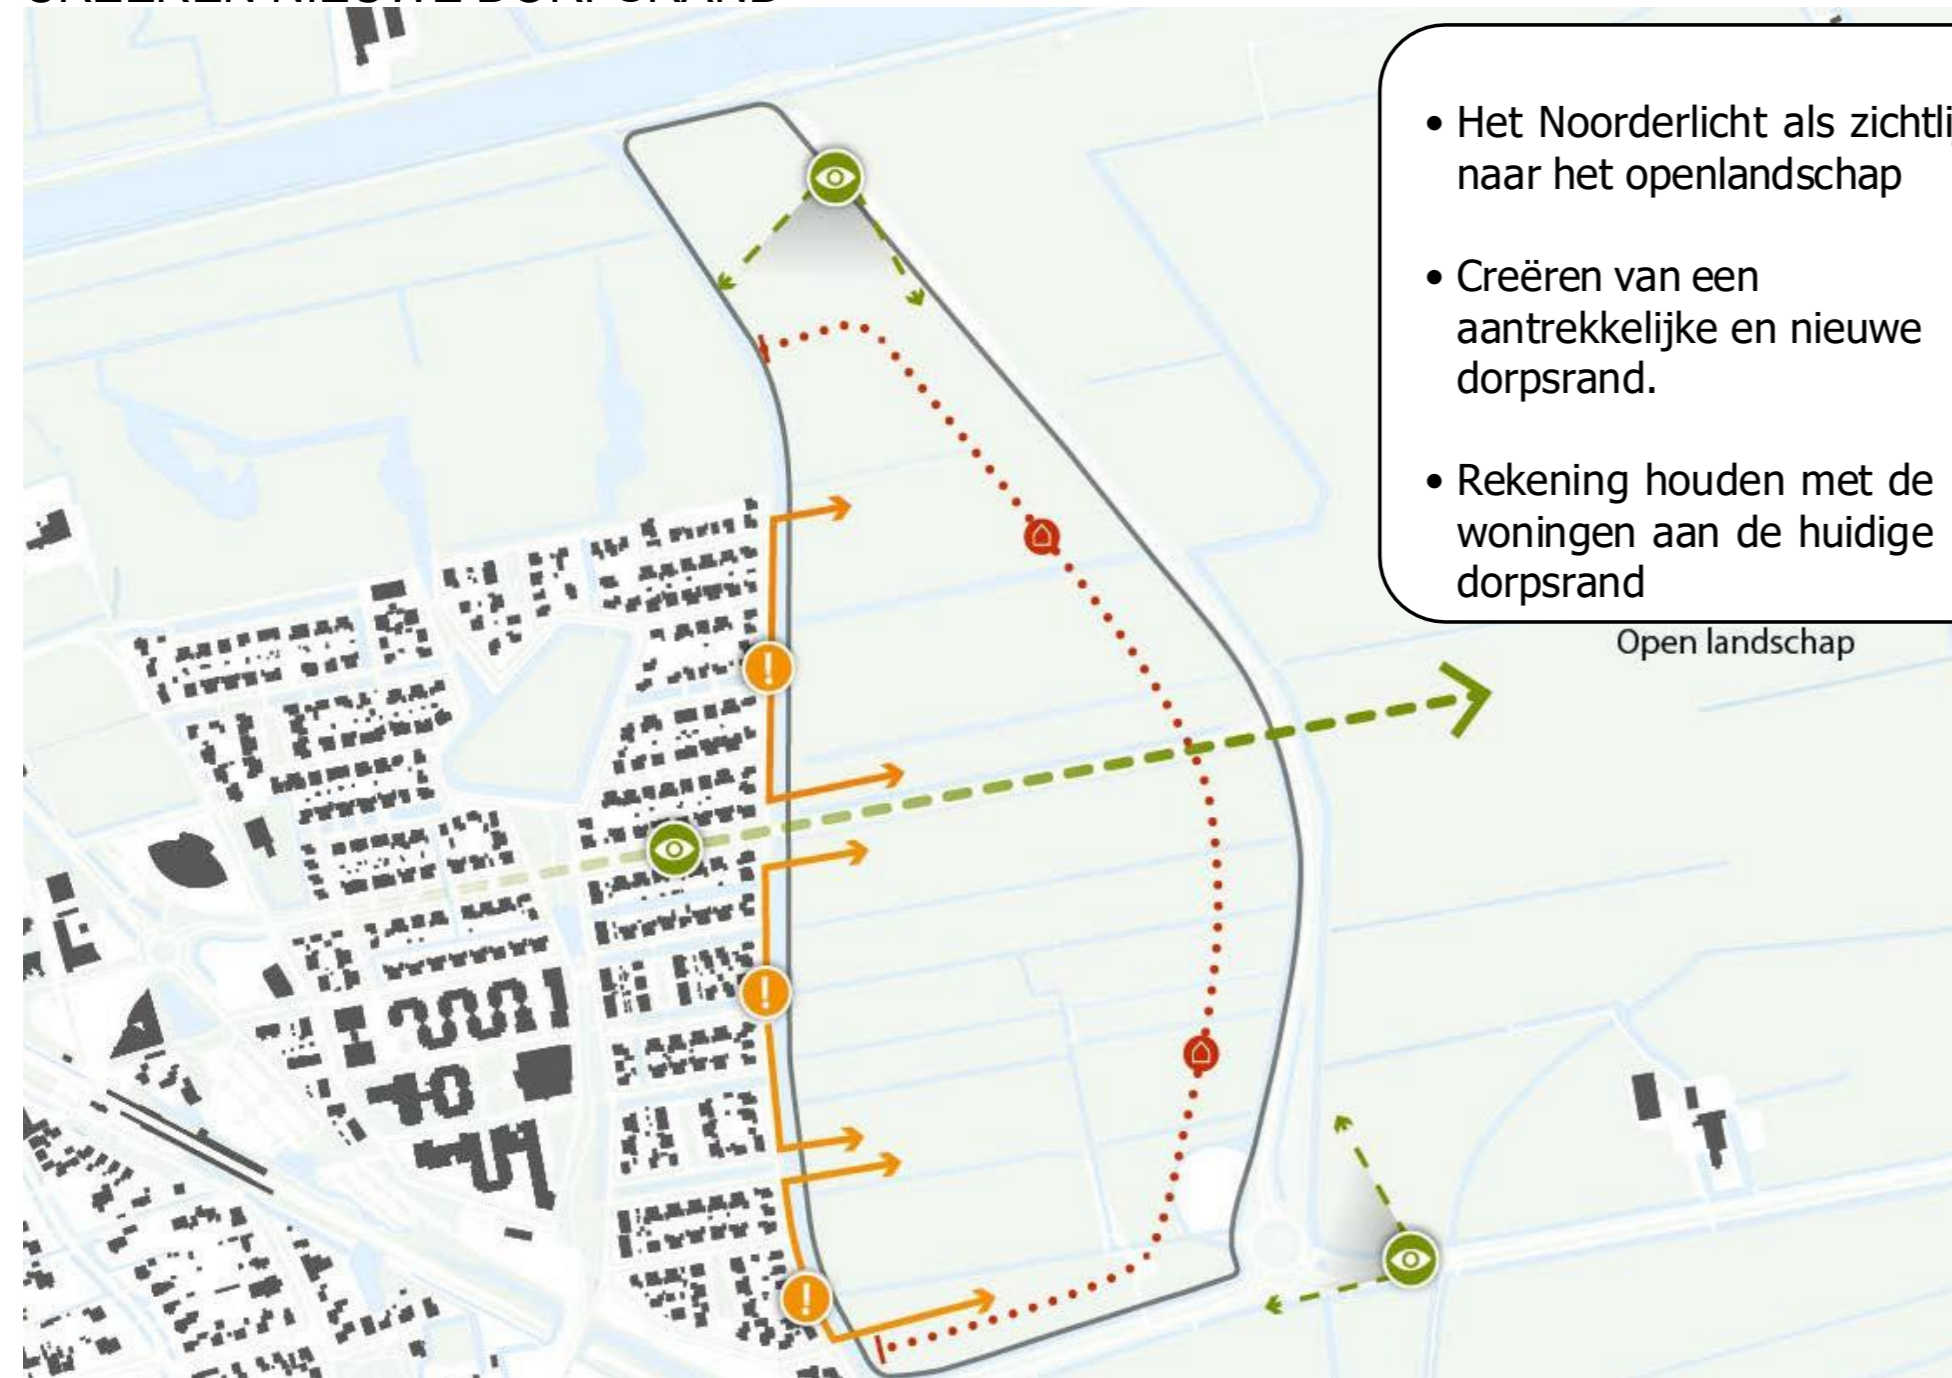 • Het Noorderlicht als
naar het openlandschap
• Creëren van een
aantrekkelijke en nieuwe
dorpsrand.
• Rekening houden met de
woningen aan de huidige
dorpsrand
Open landschap